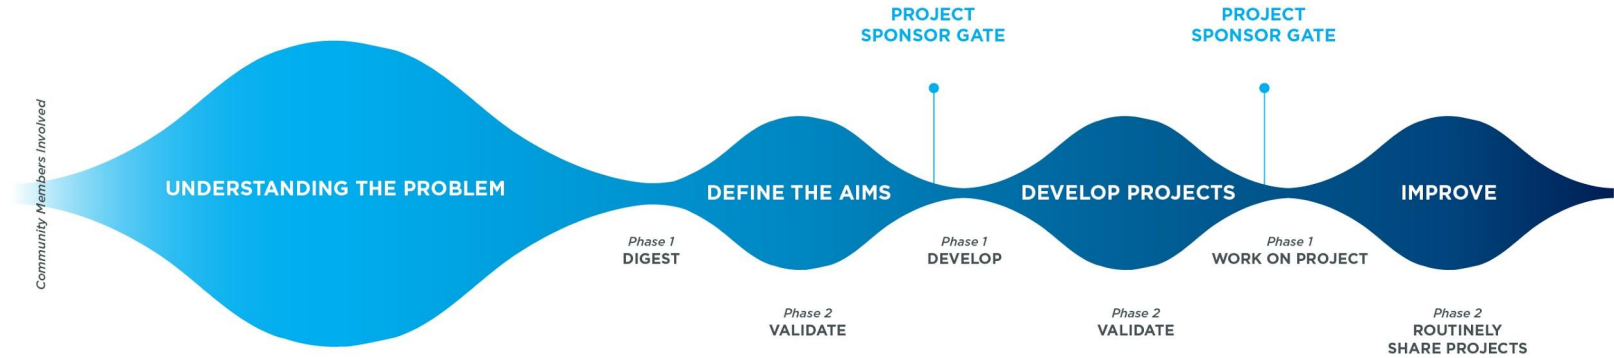 PROJECT
SPONSOR GATE
PROJECT
SPONSOR GATE
Community Members Involved
UNDERSTANDING THE PROBLEM
DEFINE THE AIMS
DEVELOP PROJECTS
IMPROVE
Phase 1
DIGEST
Phase 1
DEVELOP
Phase 1
WORK ON PROJECT
Phase 2
VALIDATE
Phase 2
VALIDATE
Phase 2
ROUTINELY
SHARE PROJECTS